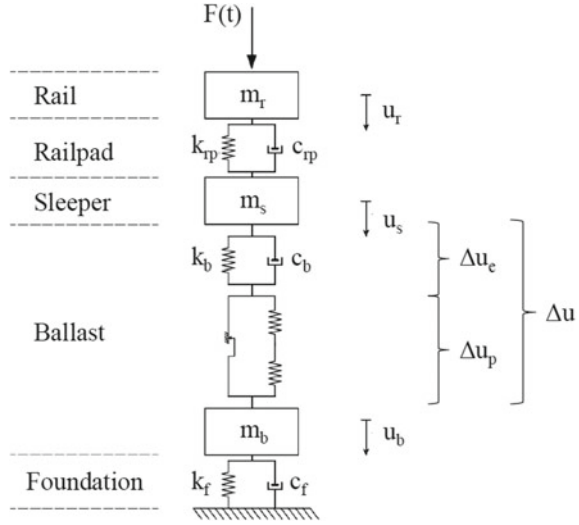 F(t)
Rail
m_r
u_r
Railpad
k_rp
c_rp
Sleeper
m_s
u_s
k_b
c_b
Δu_e
Δu
Ballast
Δu_p
m_b
u_b
Foundation
k_f
c_f